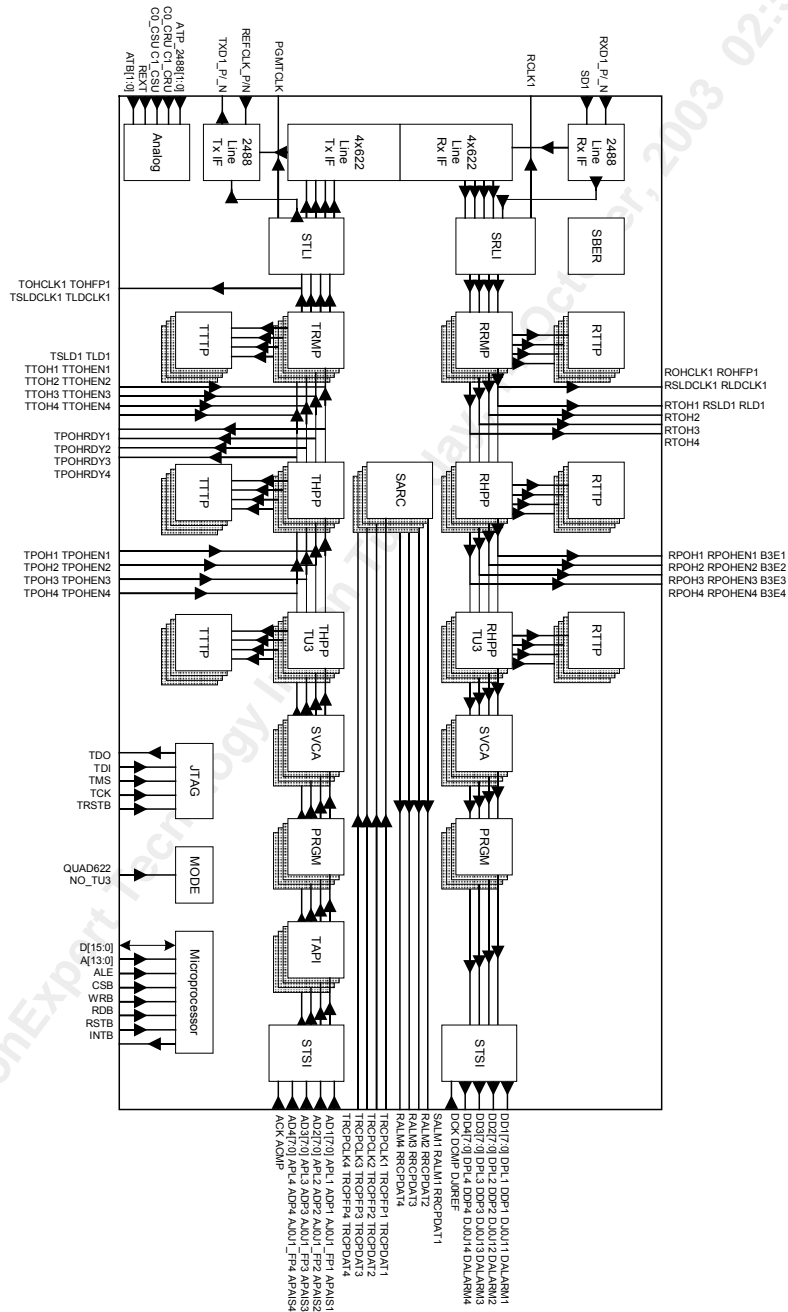 ATP_2488[1:0]
C0_CRU C1_CRU
C0_CSU C1_CSU
REXT
ATB[1:0]
TXD1_P/_N
REFCLK_P/N
PGMTCLK
RCLK1
SD1
RXD1_P/_N
Analog
2488
Line
Tx IF
4x622
Line
Tx IF
4x622
Line
Rx IF
2488
Line
Rx IF
STLI
SRLI
SBER
TOHCLK1 TOHFP1
TSLDCLK1 TLDCLK1
TTTP
TRMP
RRMP
RTTP
TSLD1 TLD1
TTOH1 TTOHEN1
TTOH2 TTOHEN2
TTOH3 TTOHEN3
TTOH4 TTOHEN4
ROHCLK1 ROHFP1
RSLDCLK1 RLDCLK1
RTOH1 RSLD1 RLD1
RTOH2
RTOH3
RTOH4
TPOHRDY1
TPOHRDY2
TPOHRDY3
TPOHRDY4
TTTP
THPP
SARC
RHPP
RTTP
TPOH1 TPOHEN1
TPOH2 TPOHEN2
TPOH3 TPOHEN3
TPOH4 TPOHEN4
RPOH1 RPOHEN1 B3E1
RPOH2 RPOHEN2 B3E2
RPOH3 RPOHEN3 B3E3
RPOH4 RPOHEN4 B3E4
TTTP
THPP
TU3
RHPP
TU3
RTTP
SVCA
SVCA
TDO
TDI
TMS
TCK
TRSTB
JTAG
PRGM
PRGM
QUAD622
NO_TU3
MODE
TAPI
D[15:0]
A[13:0]
ALE
CSB
WRB
RDB
RSTB
INTB
Microprocessor
STSI
STSI
AD1[7:0] APL1 ADP1 AJ0J1_FP1 APAIS1
AD2[7:0] APL2 ADP2 AJ0J1_FP2 APAIS2
AD3[7:0] APL3 ADP3 AJ0J1_FP3 APAIS3
AD4[7:0] APL4 ADP4 AJ0J1_FP4 APAIS4
ACK ACMP
TRCPCLK1 TRCPFP1 TRCPDAT1
TRCPCLK2 TRCPFP2 TRCPDAT2
TRCPCLK3 TRCPFP3 TRCPDAT3
TRCPCLK4 TRCPFP4 TRCPDAT4
SALM1 RALM1 RRCPDAT1
RALM2 RRCPDAT2
RALM3 RRCPDAT3
RALM4 RRCPDAT4
DD1[7:0] DPL1 DDP1 DJ0J11 DALARM1
DD2[7:0] DPL2 DDP2 DJ0J12 DALARM2
DD3[7:0] DPL3 DDP3 DJ0J13 DALARM3
DD4[7:0] DPL4 DDP4 DJ0J14 DALARM4
DCK DCMP DJ0REF
October, 2003 02:5